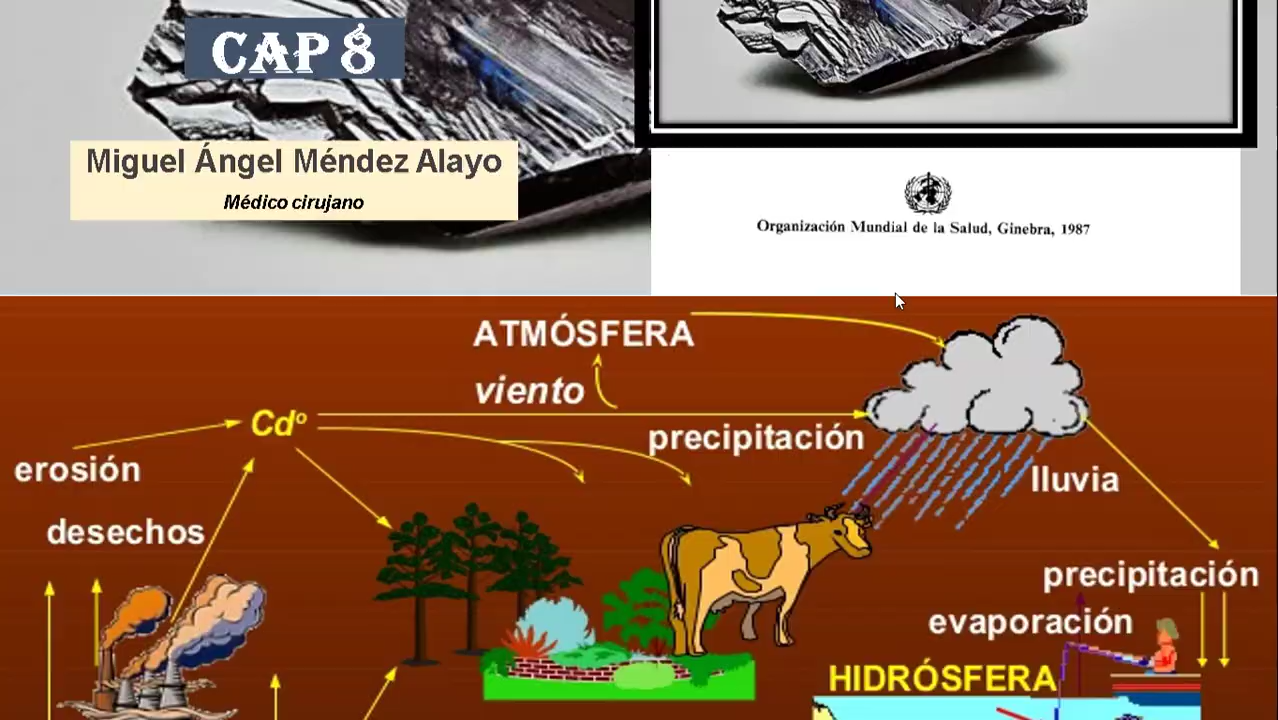 CAP 8
Miguel Ángel Méndez Alayo
Médico cirujano
Organización Mundial de la Salud, Ginebra, 1987
ATMÓSFERA
viento
Cdº
precipitación
erosión
lluvia
desechos
precipitación
evaporación
HIDRÓSFERA